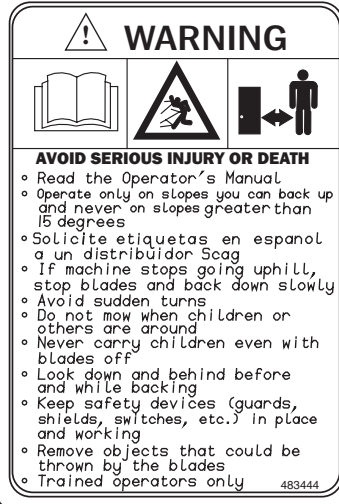 WARNING
AVOID SERIOUS INJURY OR DEATH
° Read the Operator's Manual
° Operate only on slopes you can back up
and never on slopes greater than
15 degrees
° Solicite etiquetas en espanol
a un distribuidor Scag
° If machine stops going uphill,
stop blades and back down slowly
° Avoid sudden turns
° Do not mow when children or
others are around
° Never carry children even with
blades off
° Look down and behind before
and while backing
° Keep safety devices (guards,
shields, switches, etc.) in place
and working
° Remove objects that could be
thrown by the blades
° Trained operators only 483444